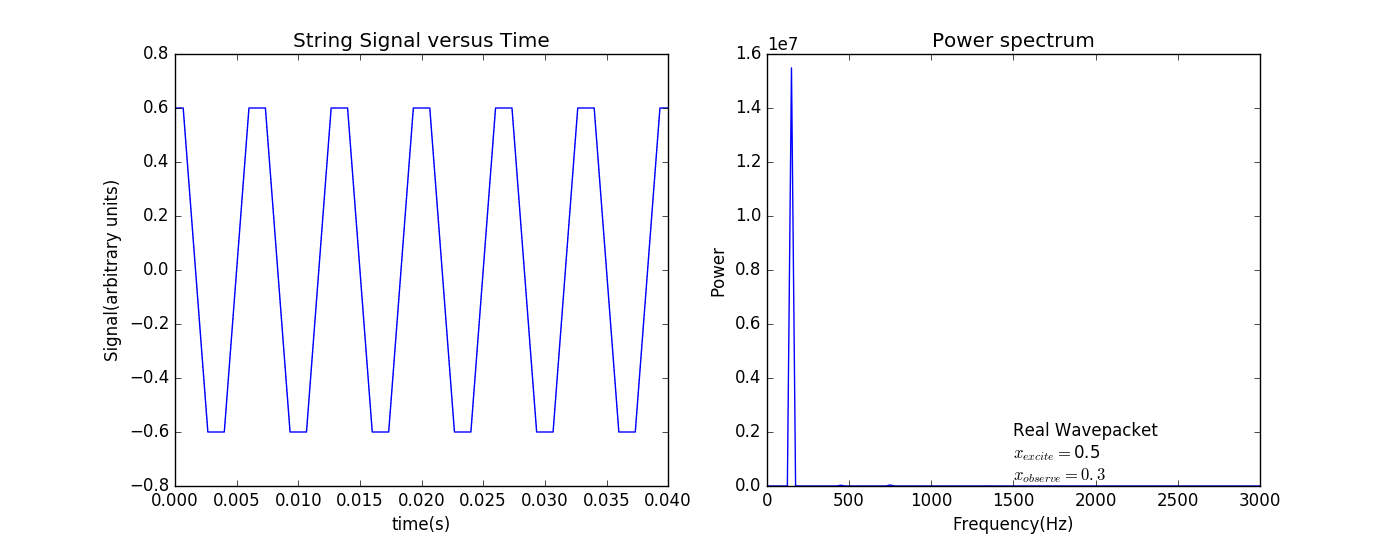 String Signal versus Time
0.8
0.6
0.4
0.2
0.0
−0.2
−0.4
−0.6
−0.8
Signal(arbitrary units)
0.000 0.005 0.010 0.015 0.020 0.025 0.030 0.035 0.040
time(s)
Power spectrum
1e7
1.6
1.4
1.2
1.0
0.8
0.6
0.4
0.2
0.0
Power
Real Wavepacket
x_excite = 0.5
x_observe = 0.3
0 500 1000 1500 2000 2500 3000
Frequency(Hz)